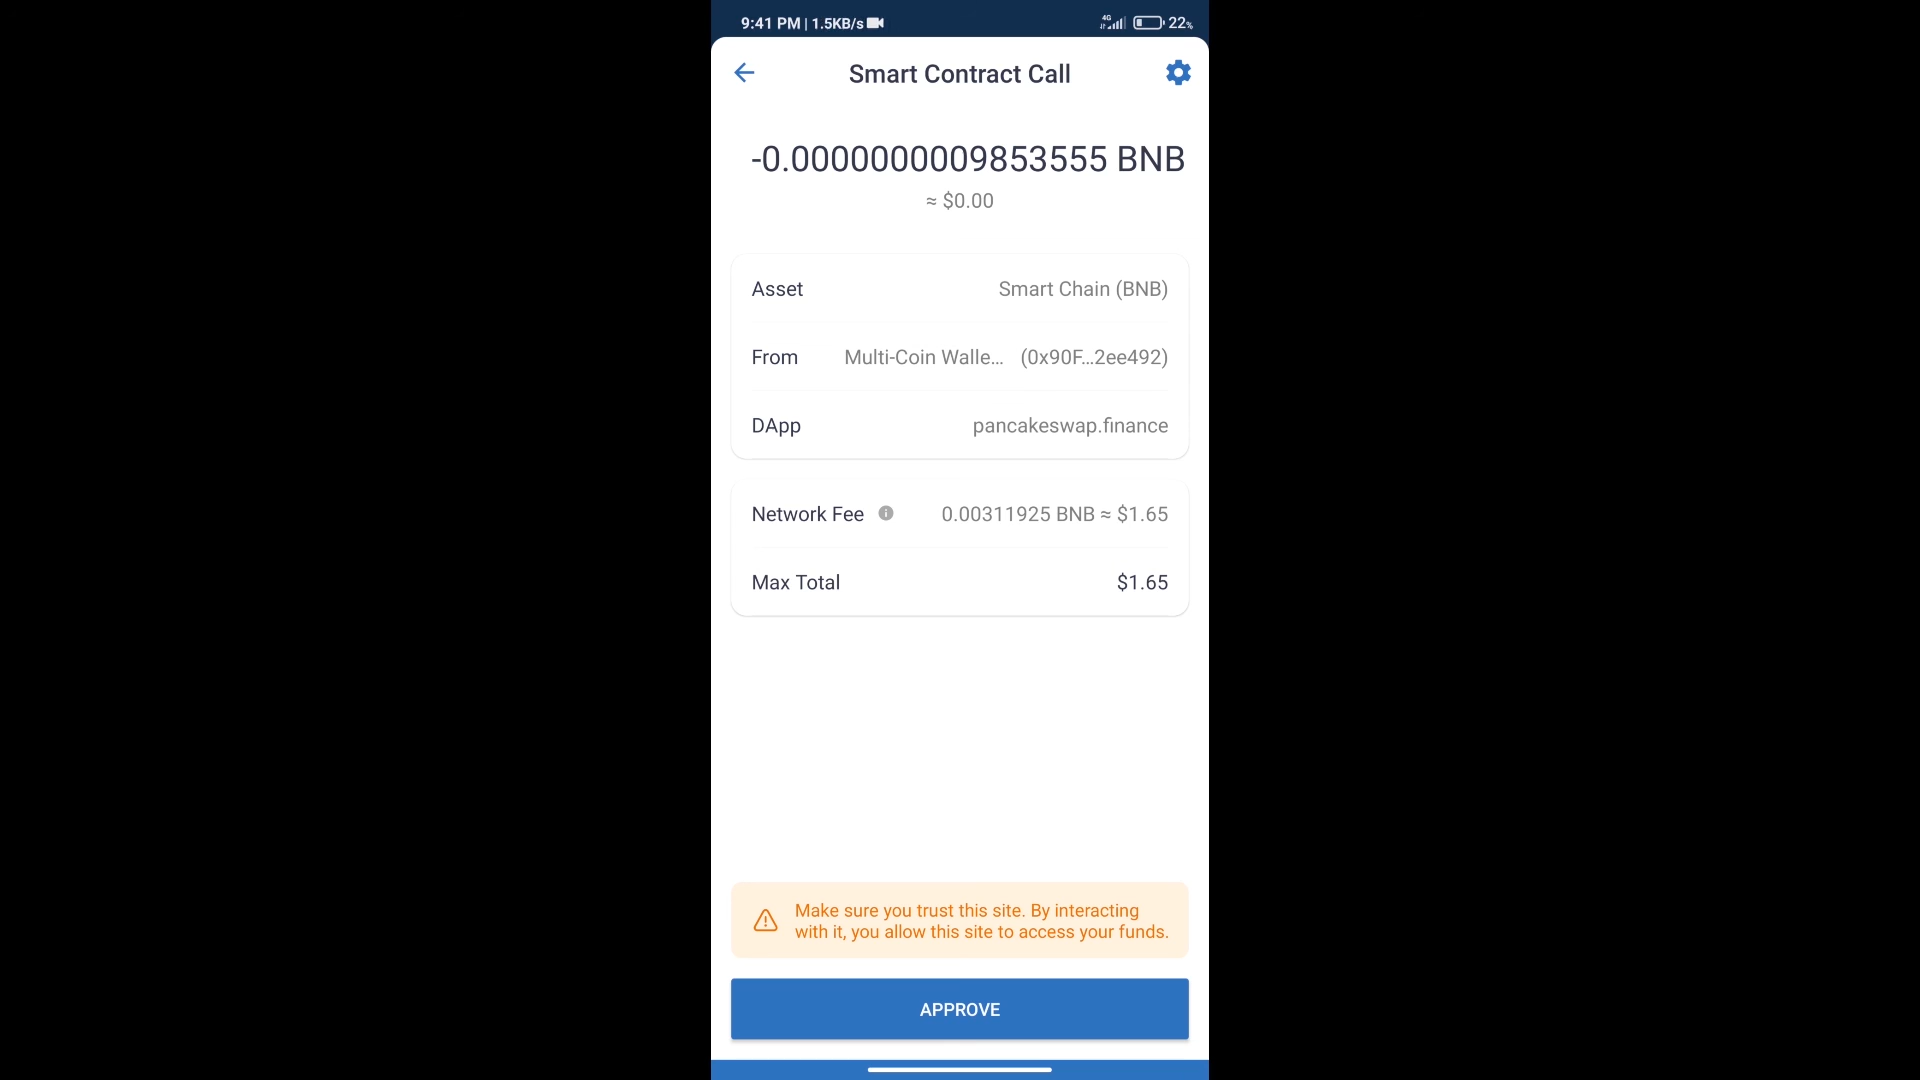 9:41 PM | 1.5KB/s 4G 22%
Smart Contract Call
-0.0000000009853555 BNB
≈ $0.00
Asset Smart Chain (BNB)
From Multi-Coin Walle... (0x90F...2ee492)
DApp pancakeswap.finance
Network Fee 0.00311925 BNB ≈ $1.65
Max Total $1.65
Make sure you trust this site. By interacting
with it, you allow this site to access your funds.
APPROVE